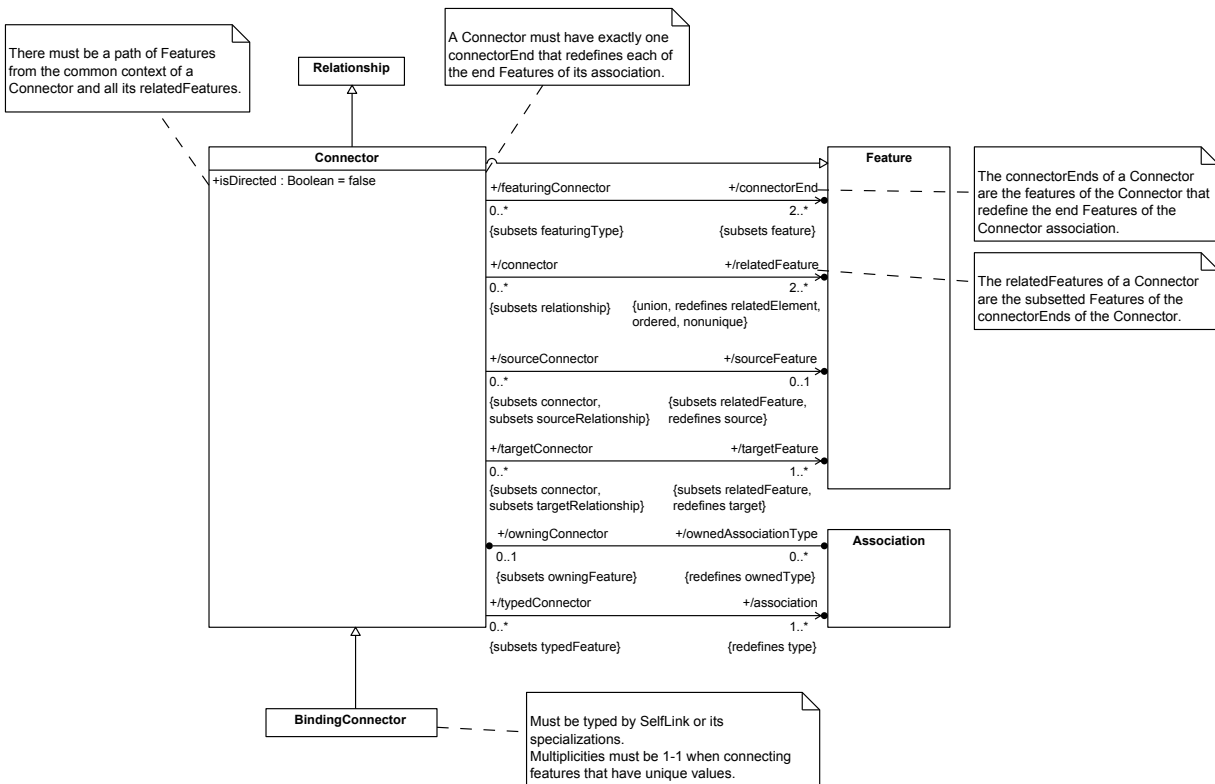 There must be a path of Features
from the common context of a
Connector and all its relatedFeatures.
A Connector must have exactly one
connectorEnd that redefines each of
the end Features of its association.
Relationship
Connector
+isDirected : Boolean = false
Feature
+/featuringConnector
+/connectorEnd
0..*
2..*
{subsets featuringType}
{subsets feature}
The connectorEnds of a Connector
are the features of the Connector that
redefine the end Features of the
Connector association.
+/connector
+/relatedFeature
0..*
2..*
{subsets relationship}
{union, redefines relatedElement,
ordered, nonunique}
The relatedFeatures of a Connector
are the subsetted Features of the
connectorEnds of the Connector.
+/sourceConnector
+/sourceFeature
0..*
0..1
{subsets connector,
subsets sourceRelationship}
{subsets relatedFeature,
redefines source}
+/targetConnector
+/targetFeature
0..*
1..*
{subsets connector,
subsets targetRelationship}
{subsets relatedFeature,
redefines target}
+/owningConnector
+/ownedAssociationType
0..1
0..*
{subsets owningFeature}
{redefines ownedType}
Association
+/typedConnector
+/association
0..*
1..*
{subsets typedFeature}
{redefines type}
BindingConnector
Must be typed by SelfLink or its
specializations.
Multiplicities must be 1-1 when connecting
features that have unique values.